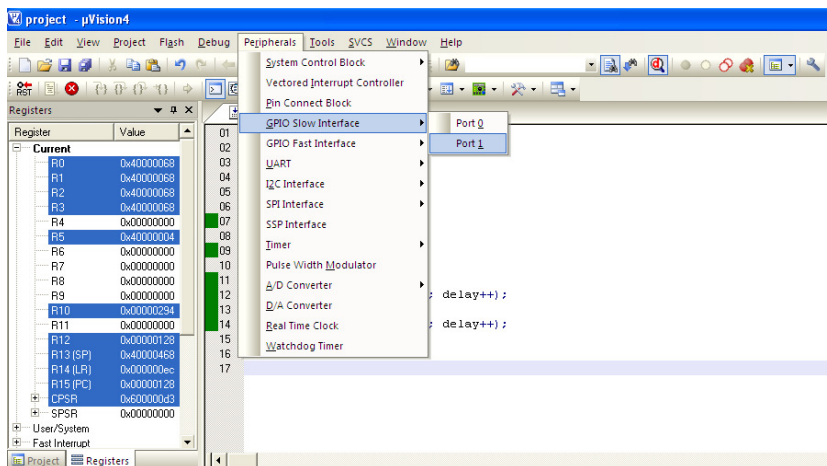 project - µVision4
File Edit View Project Flash Debug Peripherals Tools SVCS Window Help
RST
Registers
Register Value
Current
R0 0x40000068
R1 0x40000068
R2 0x40000068
R3 0x40000068
R4 0x00000000
R5 0x40000004
R6 0x00000000
R7 0x00000000
R8 0x00000000
R9 0x00000000
R10 0x00000294
R11 0x00000000
R12 0x00000128
R13 (SP) 0x40000468
R14 (LR) 0x000000ec
R15 (PC) 0x00000128
CPSR 0x600000d3
SPSR 0x00000000
User/System
Fast Interrupt
Project Registers
01
02
03
04
05
06
07
08
09
10
11
12 ; delay++);
13
14 ; delay++);
15
16
17
System Control Block
Vectored Interrupt Controller
Pin Connect Block
GPIO Slow Interface
GPIO Fast Interface
UART
I2C Interface
SPI Interface
SSP Interface
Timer
Pulse Width Modulator
A/D Converter
D/A Converter
Real Time Clock
Watchdog Timer
Port 0
Port 1